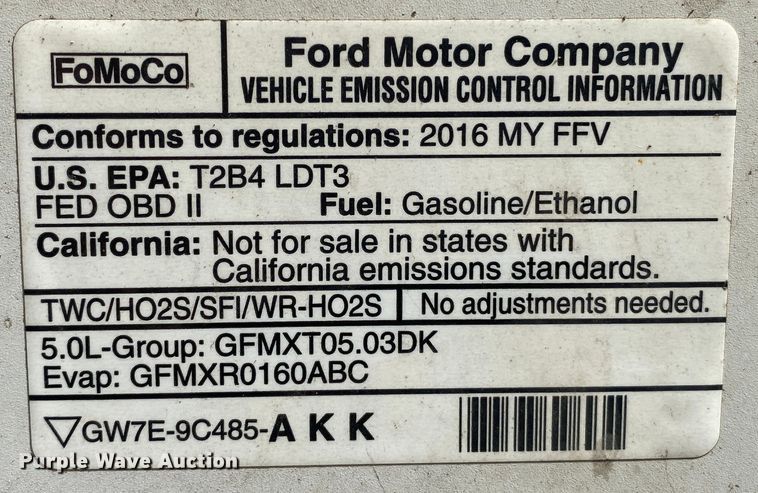 FoMoCo
Ford Motor Company
VEHICLE EMISSION CONTROL INFORMATION
Conforms to regulations: 2016 MY FFV
U.S. EPA: T2B4 LDT3
FED OBD II Fuel: Gasoline/Ethanol
California: Not for sale in states with
California emissions standards.
TWC/HO2S/SFI/WR-HO2S No adjustments needed.
5.0L-Group: GFMXT05.03DK
Evap: GFMXR0160ABC
GW7E-9C485-A K K
Purple Wave Auction